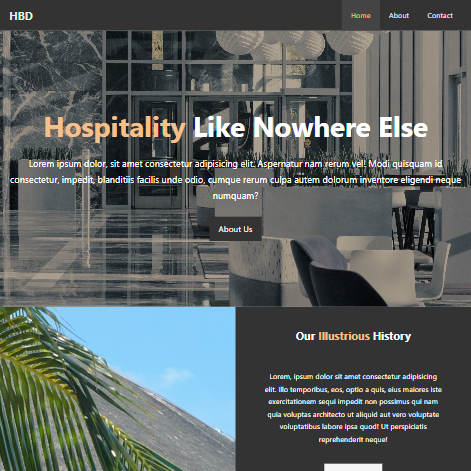 HBD
Home About Contact
Hospitality Like Nowhere Else
Lorem ipsum dolor, sit amet consectetur adipisicing elit. Aspernatur nam rerum vel! Modi quisquam id
consectetur, impedit, blanditiis facilis unde odio, cumque rerum culpa autem dolorum inventore eligendi neque
numquam?
About Us
Our Illustrious History
Lorem, ipsum dolor sit amet consectetur adipisicing
elit. Illo temporibus, eos, optio a quis, eius maiores iste
exercitationem sequi impedit non possimus qui nam
quia voluptas architecto ut aliquid aut vero voluptate
voluptatibus labore ipsa quod! Ut perspiciatis
reprehenderit neque!